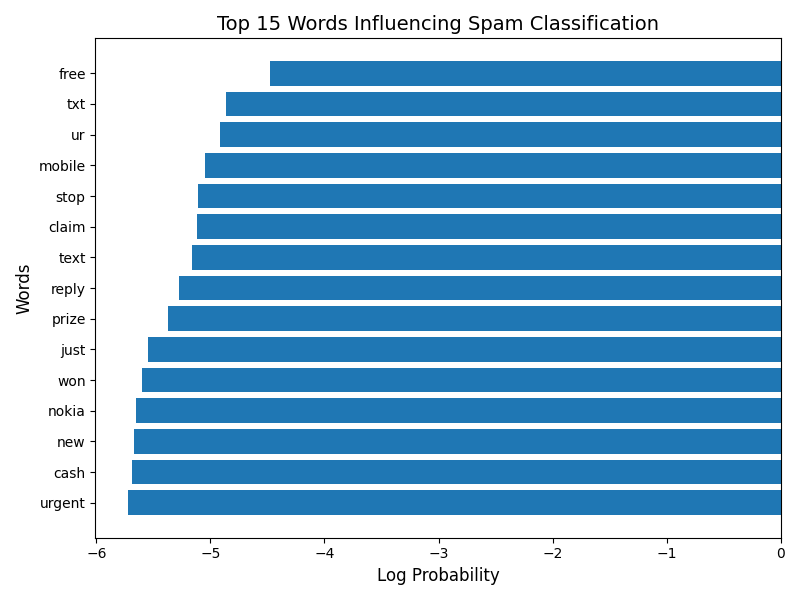 Top 15 Words Influencing Spam Classification
free
txt
ur
mobile
stop
claim
text
reply
prize
just
won
nokia
new
cash
urgent
Words
−6 −5 −4 −3 −2 −1 0
Log Probability